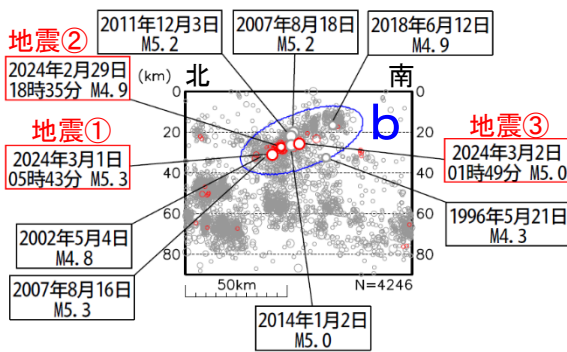 2011年12月3日
M5.2
2007年8月18日
M5.2
2018年6月12日
M4.9
地震②
2024年2月29日
18時35分 M4.9
(km)
北
南
0
0
20
20
40
40
60
60
80
80
b
地震①
2024年3月1日
05時43分 M5.3
地震③
2024年3月2日
01時49分 M5.0
2002年5月4日
M4.8
1996年5月21日
M4.3
2007年8月16日
M5.3
50km
N=4246
2014年1月2日
M5.0